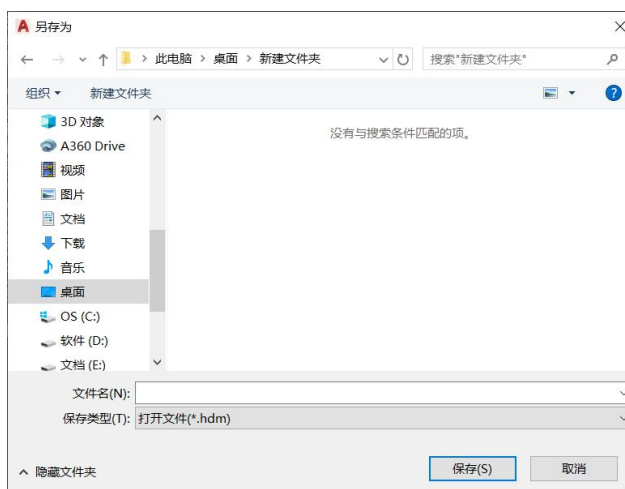 另存为
此电脑 > 桌面 > 新建文件夹
搜索"新建文件夹"
组织 新建文件夹
3D 对象
没有与搜索条件匹配的项。
A360 Drive
视频
图片
文档
下载
音乐
桌面
OS (C:)
软件 (D:)
文档 (E:)
文件名(N):
保存类型(T): 打开文件(*.hdm)
隐藏文件夹
保存(S)
取消